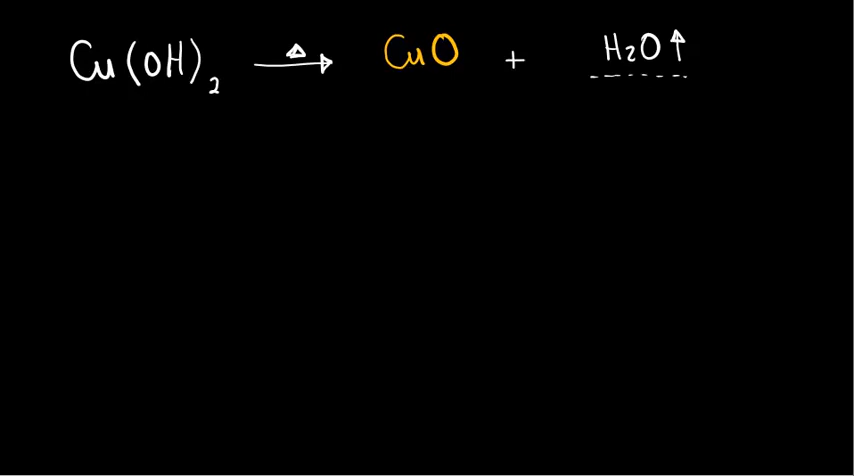 Cu(OH)₂ →Δ CuO + H₂O↑